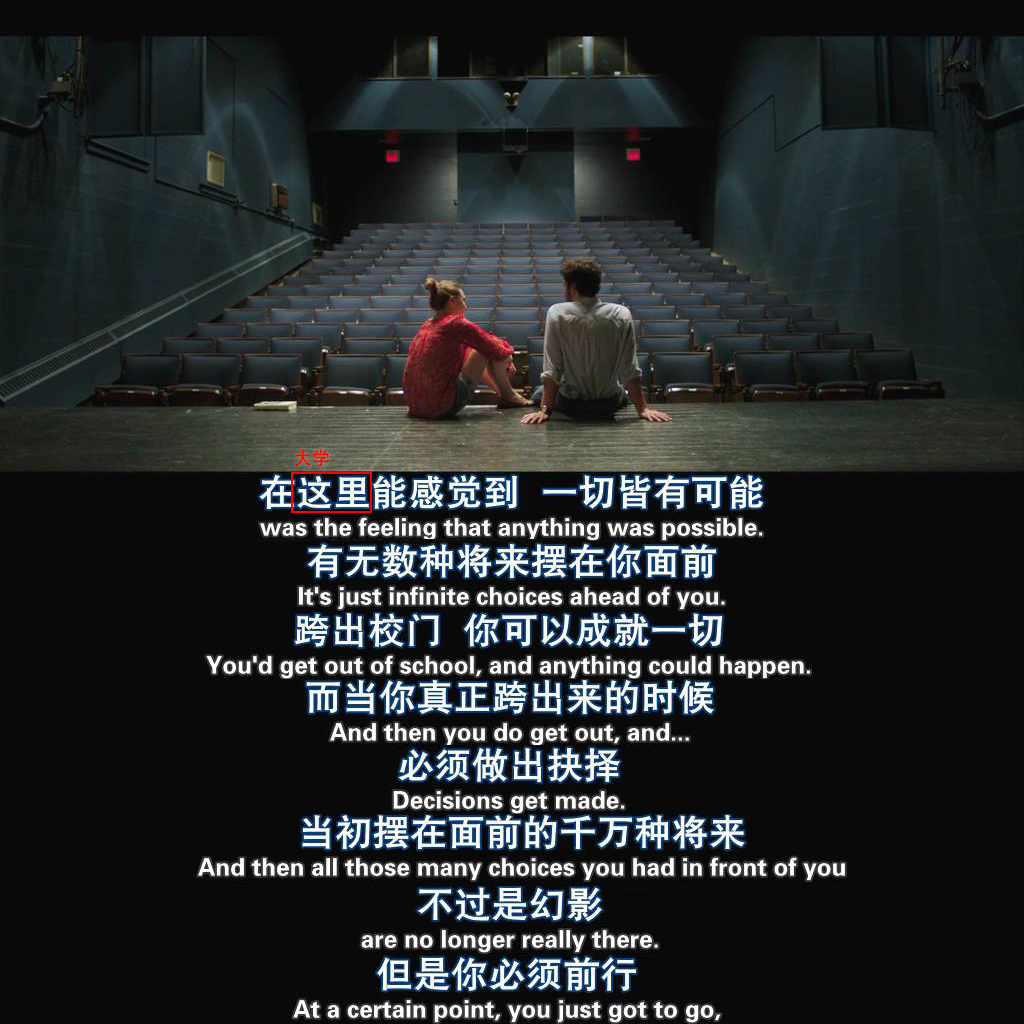 大学
在这里能感觉到 一切皆有可能
was the feeling that anything was possible.
有无数种将来摆在你面前
It's just infinite choices ahead of you.
跨出校门 你可以成就一切
You'd get out of school, and anything could happen.
而当你真正跨出来的时候
And then you do get out, and...
必须做出抉择
Decisions get made.
当初摆在面前的千万种将来
And then all those many choices you had in front of you
不过是幻影
are no longer really there.
但是你必须前行
At a certain point, you just got to go,